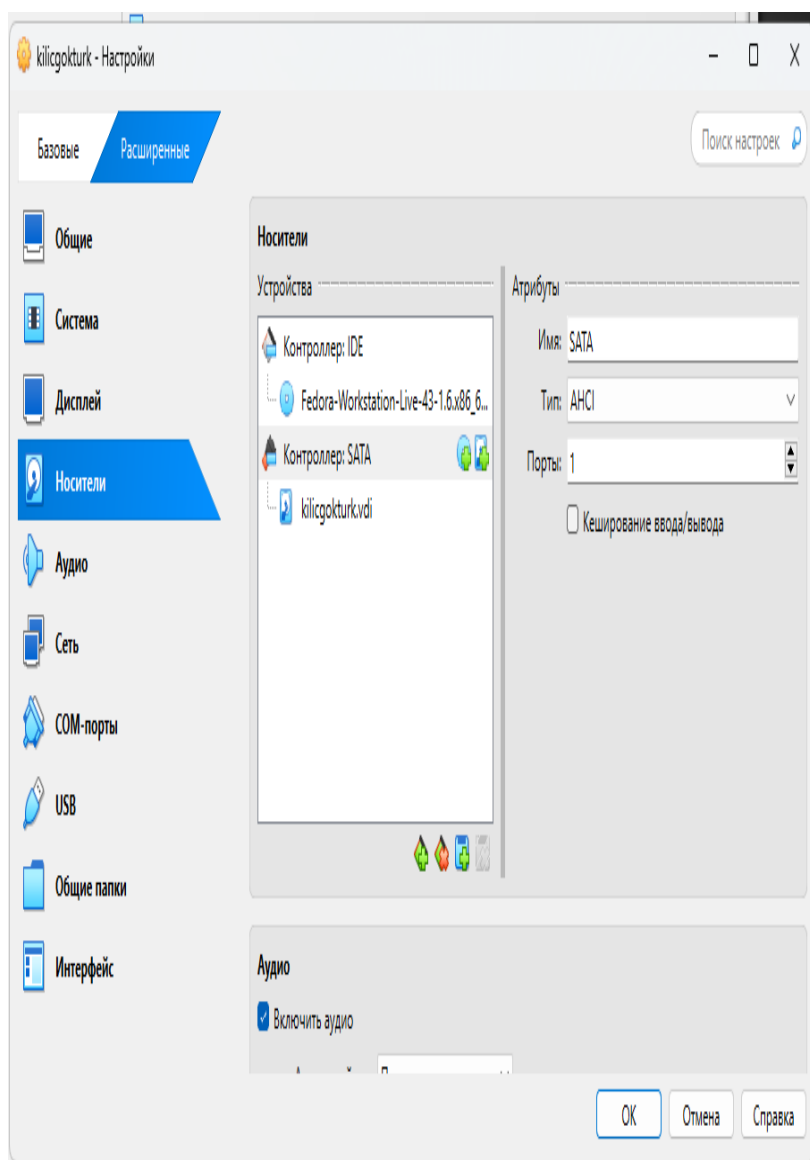 kilicgokturk - Настройки
Базовые
Расширенные
Поиск настроек
Общие
Система
Дисплей
Носители
Аудио
Сеть
COM-порты
USB
Общие папки
Интерфейс
Носители
Устройства
Контроллер: IDE
Fedora-Workstation-Live-43-1.6.x86_6...
Контроллер: SATA
kilicgokturk.vdi
Атрибуты
Имя: SATA
Тип: AHCI
Порты: 1
Кеширование ввода/вывода
Аудио
Включить аудио
OK
Отмена
Справка